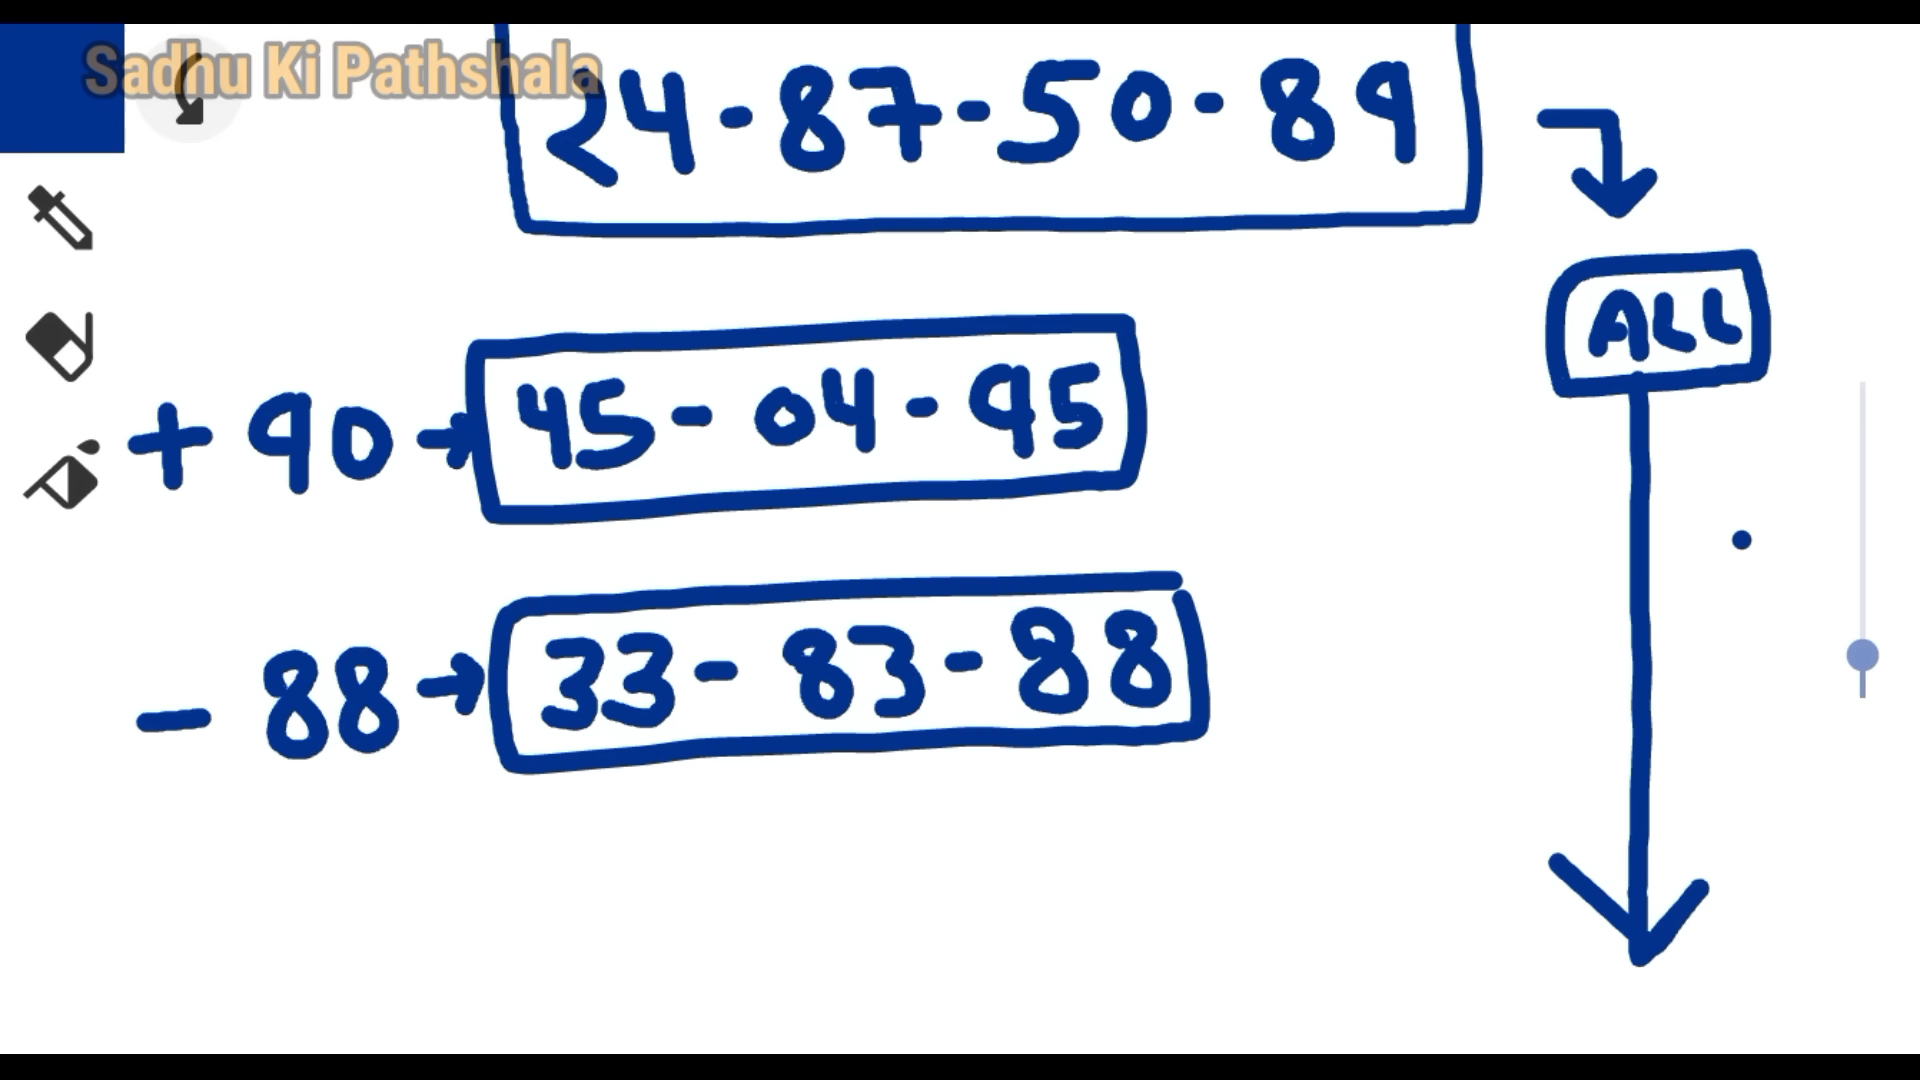 Sadhu Ki Pathshala
24-87-50-89
ALL
+ 90 → 45-04-95
- 88 → 33-83-88